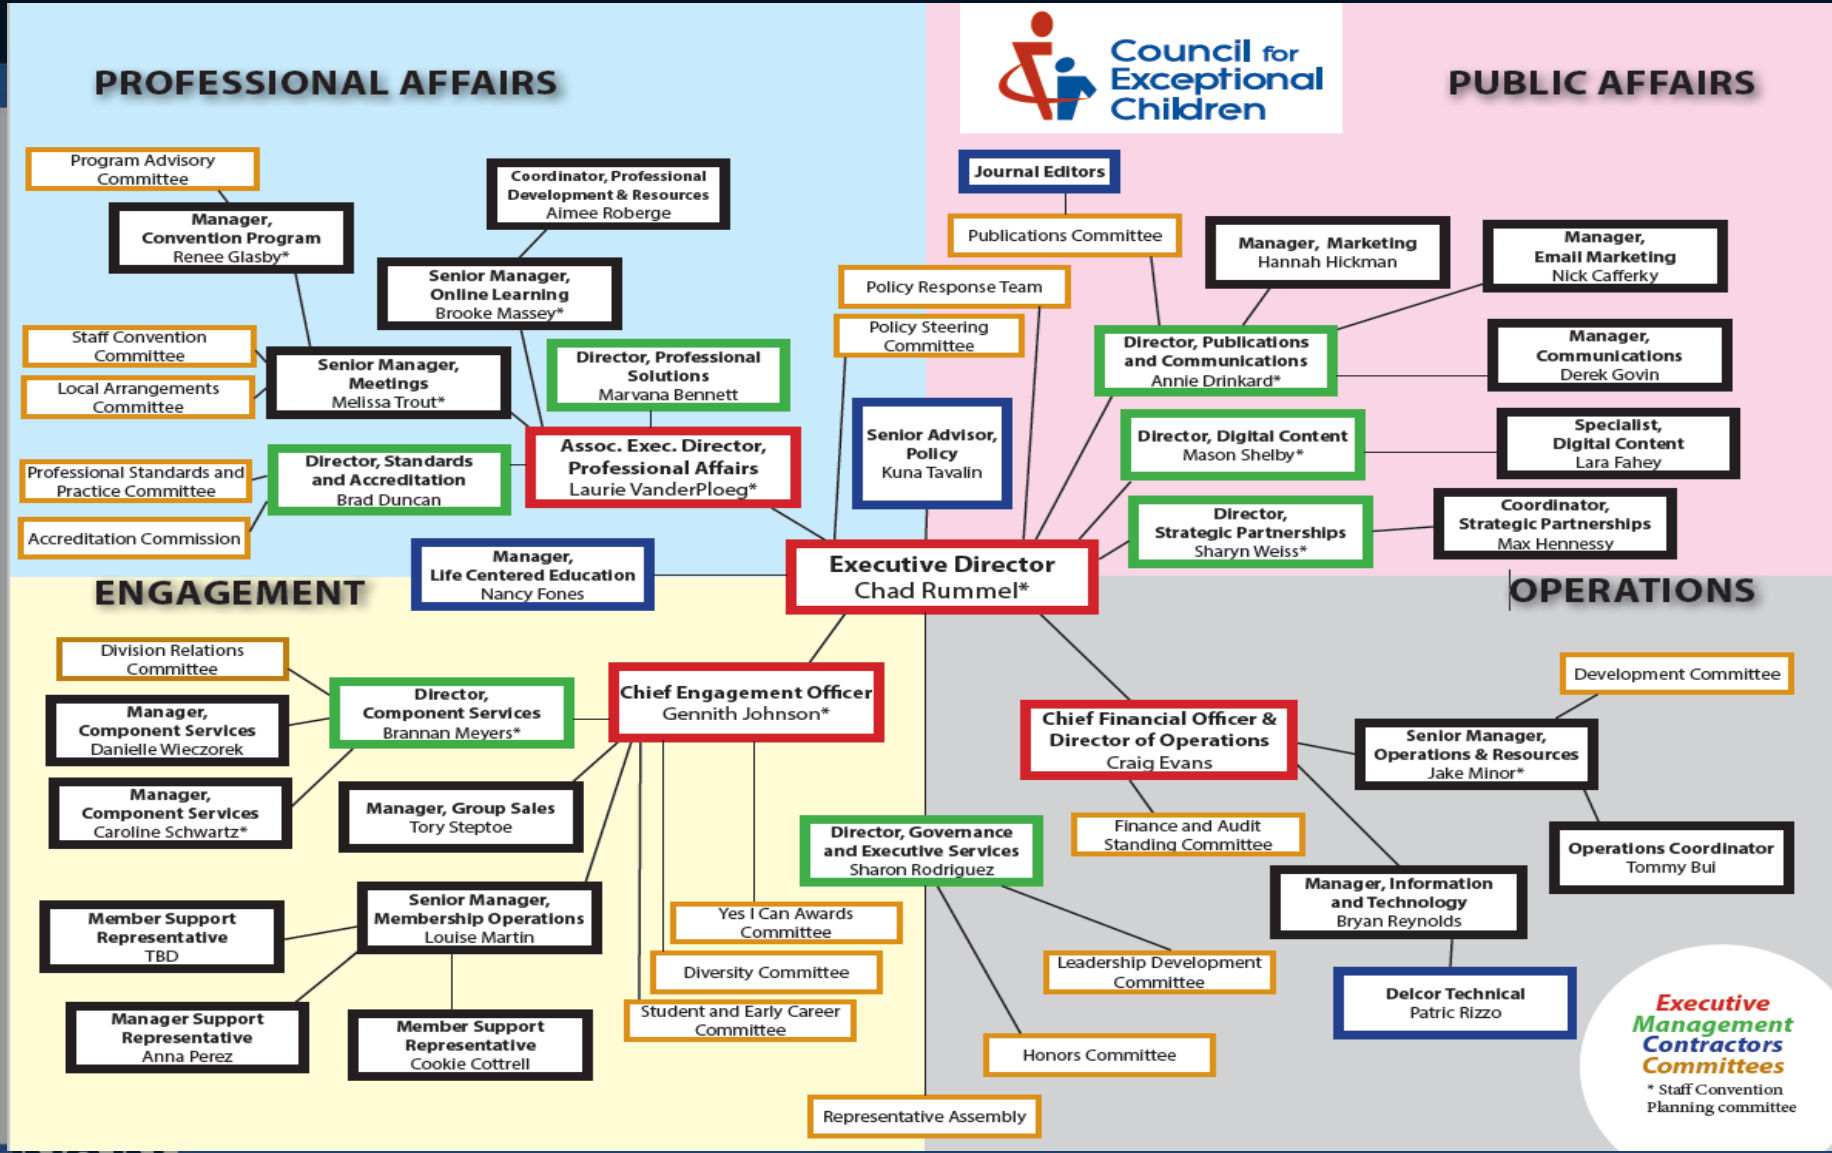 PROFESSIONAL AFFAIRS
Council for
Exceptional
Children
PUBLIC AFFAIRS
Program Advisory
Committee
Manager,
Convention Program
Renee Glasby*
Coordinator, Professional
Development & Resources
Aimee Roberge
Senior Manager,
Online Learning
Brooke Massey*
Staff Convention
Committee
Local Arrangements
Committee
Senior Manager,
Meetings
Melissa Trout*
Director, Professional
Solutions
Marvana Bennett
Professional Standards and
Practice Committee
Accreditation Commission
Director, Standards
and Accreditation
Brad Duncan
Assoc. Exec. Director,
Professional Affairs
Laurie VanderPloeg*
Journal Editors
Publications Committee
Policy Response Team
Policy Steering
Committee
Senior Advisor,
Policy
Kuna Tavalin
Manager, Marketing
Hannah Hickman
Manager,
Email Marketing
Nick Cafferky
Director, Publications
and Communications
Annie Drinkard*
Manager,
Communications
Derek Govin
Director, Digital Content
Mason Shelby*
Specialist,
Digital Content
Lara Fahey
Director,
Strategic Partnerships
Sharyn Weiss*
Coordinator,
Strategic Partnerships
Max Hennessy
Manager,
Life Centered Education
Nancy Fones
Executive Director
Chad Rummel*
ENGAGEMENT
OPERATIONS
Division Relations
Committee
Manager,
Component Services
Danielle Wieczorek
Manager,
Component Services
Caroline Schwartz*
Director,
Component Services
Brannan Meyers*
Chief Engagement Officer
Gennith Johnson*
Manager, Group Sales
Tory Steptoe
Senior Manager,
Membership Operations
Louise Martin
Member Support
Representative
TBD
Manager Support
Representative
Anna Perez
Member Support
Representative
Cookie Cottrell
Yes I Can Awards
Committee
Diversity Committee
Student and Early Career
Committee
Director, Governance
and Executive Services
Sharon Rodriguez
Leadership Development
Committee
Honors Committee
Representative Assembly
Chief Financial Officer &
Director of Operations
Craig Evans
Finance and Audit
Standing Committee
Development Committee
Senior Manager,
Operations & Resources
Jake Minor*
Operations Coordinator
Tommy Bui
Manager, Information
and Technology
Bryan Reynolds
Delcor Technical
Patric Rizzo
Executive
Management
Contractors
Committees
* Staff Convention
Planning committee